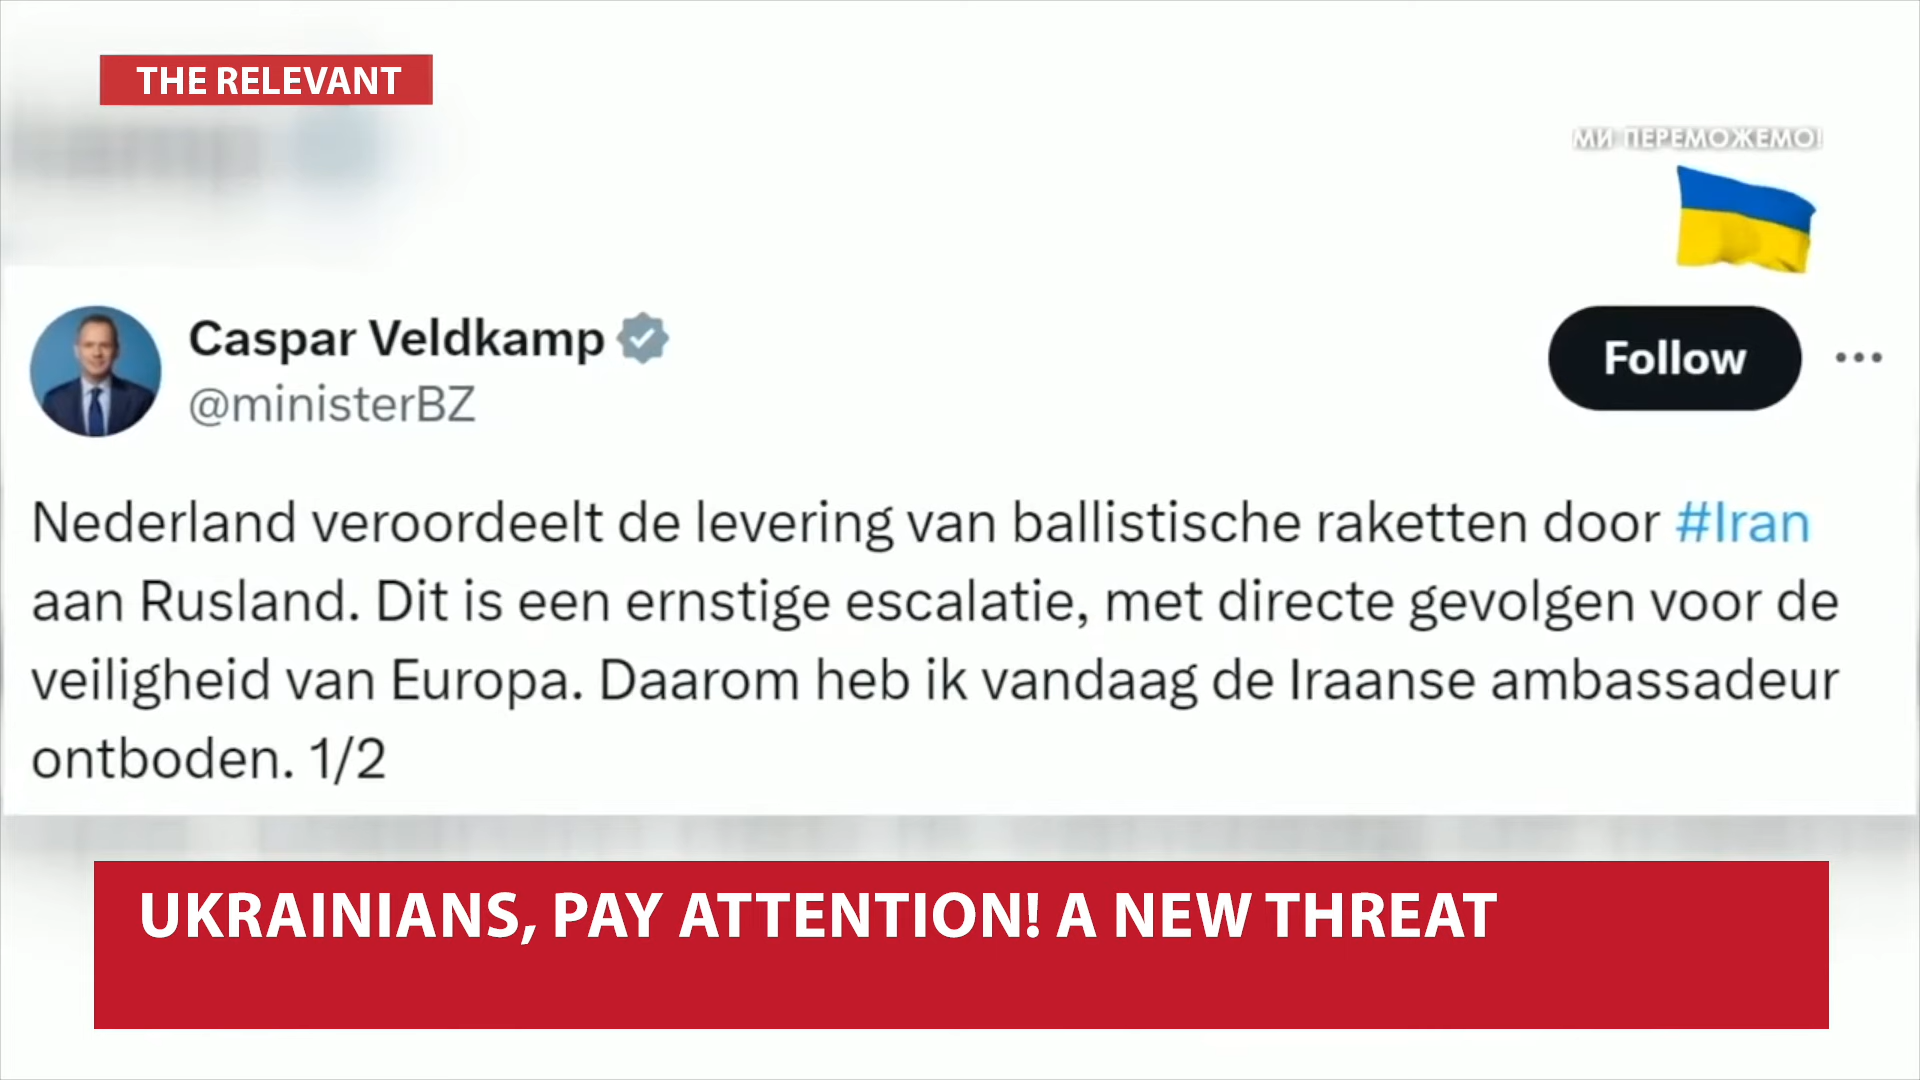 THE RELEVANT
МИ ПЕРЕМОЖЕМО!
Caspar Veldkamp
@ministerBZ
Follow
Nederland veroordeelt de levering van ballistische raketten door #Iran
aan Rusland. Dit is een ernstige escalatie, met directe gevolgen voor de
veiligheid van Europa. Daarom heb ik vandaag de Iraanse ambassadeur
ontboden. 1/2
UKRAINIANS, PAY ATTENTION! A NEW THREAT